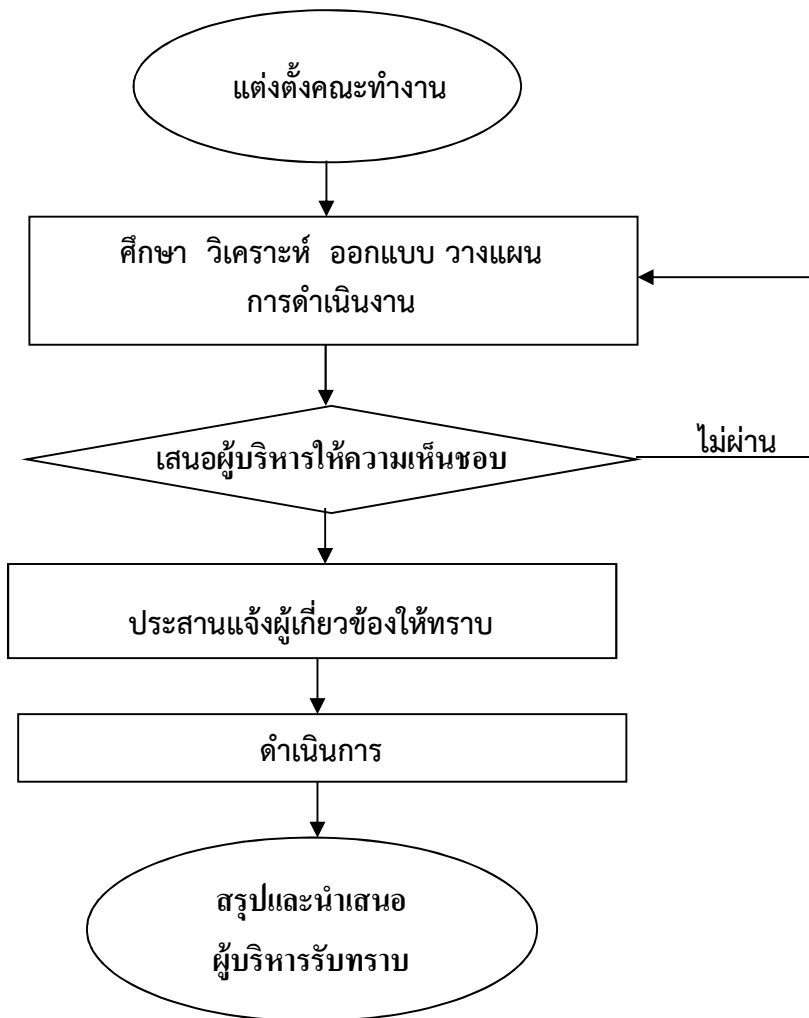 แต่งตั้งคณะทำงาน
ศึกษา วิเคราะห์ ออกแบบ วางแผน
การดำเนินงาน
เสนอผู้บริหารให้ความเห็นชอบ
ไม่ผ่าน
ประสานแจ้งผู้เกี่ยวข้องให้ทราบ
ดำเนินการ
สรุปและนำเสนอ
ผู้บริหารรับทราบ